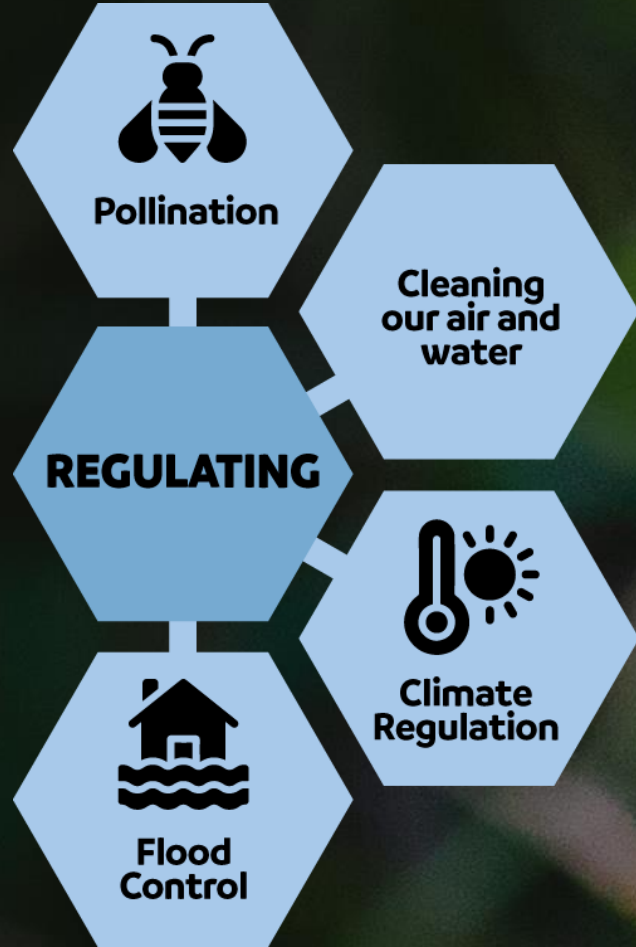 Pollination
Cleaning
our air and
water
REGULATING
Climate
Regulation
Flood
Control